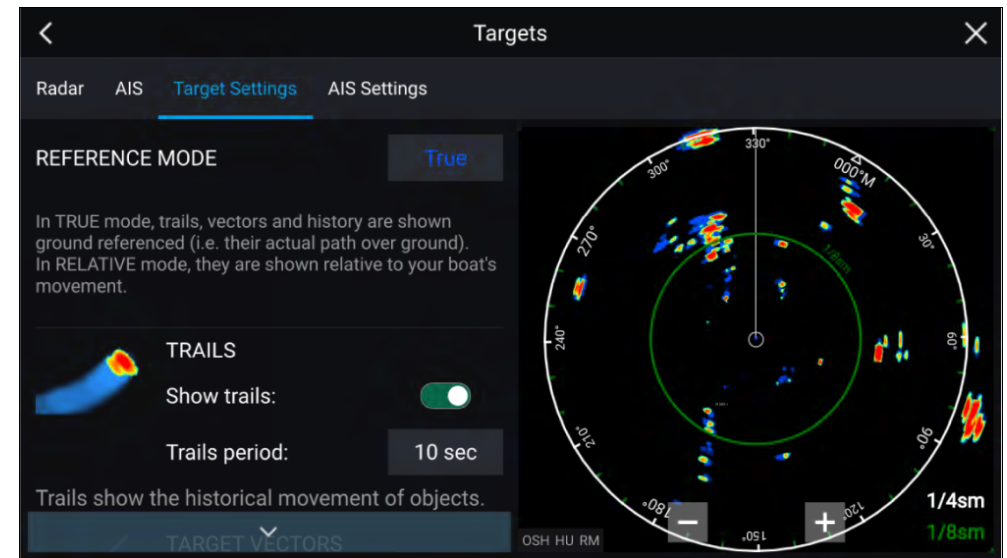 Targets
Radar
AIS
Target Settings
AIS Settings
REFERENCE MODE
True
In TRUE mode, trails, vectors and history are shown
ground referenced (i.e. their actual path over ground).
In RELATIVE mode, they are shown relative to your boat's
movement.
TRAILS
Show trails:
Trails period:
10 sec
Trails show the historical movement of objects.
TARGET VECTORS
330°
000°M
30°
60°
90°
120°
150°
180°
210°
240°
270°
300°
1/8sm
OSH HU RM
1/4sm
1/8sm